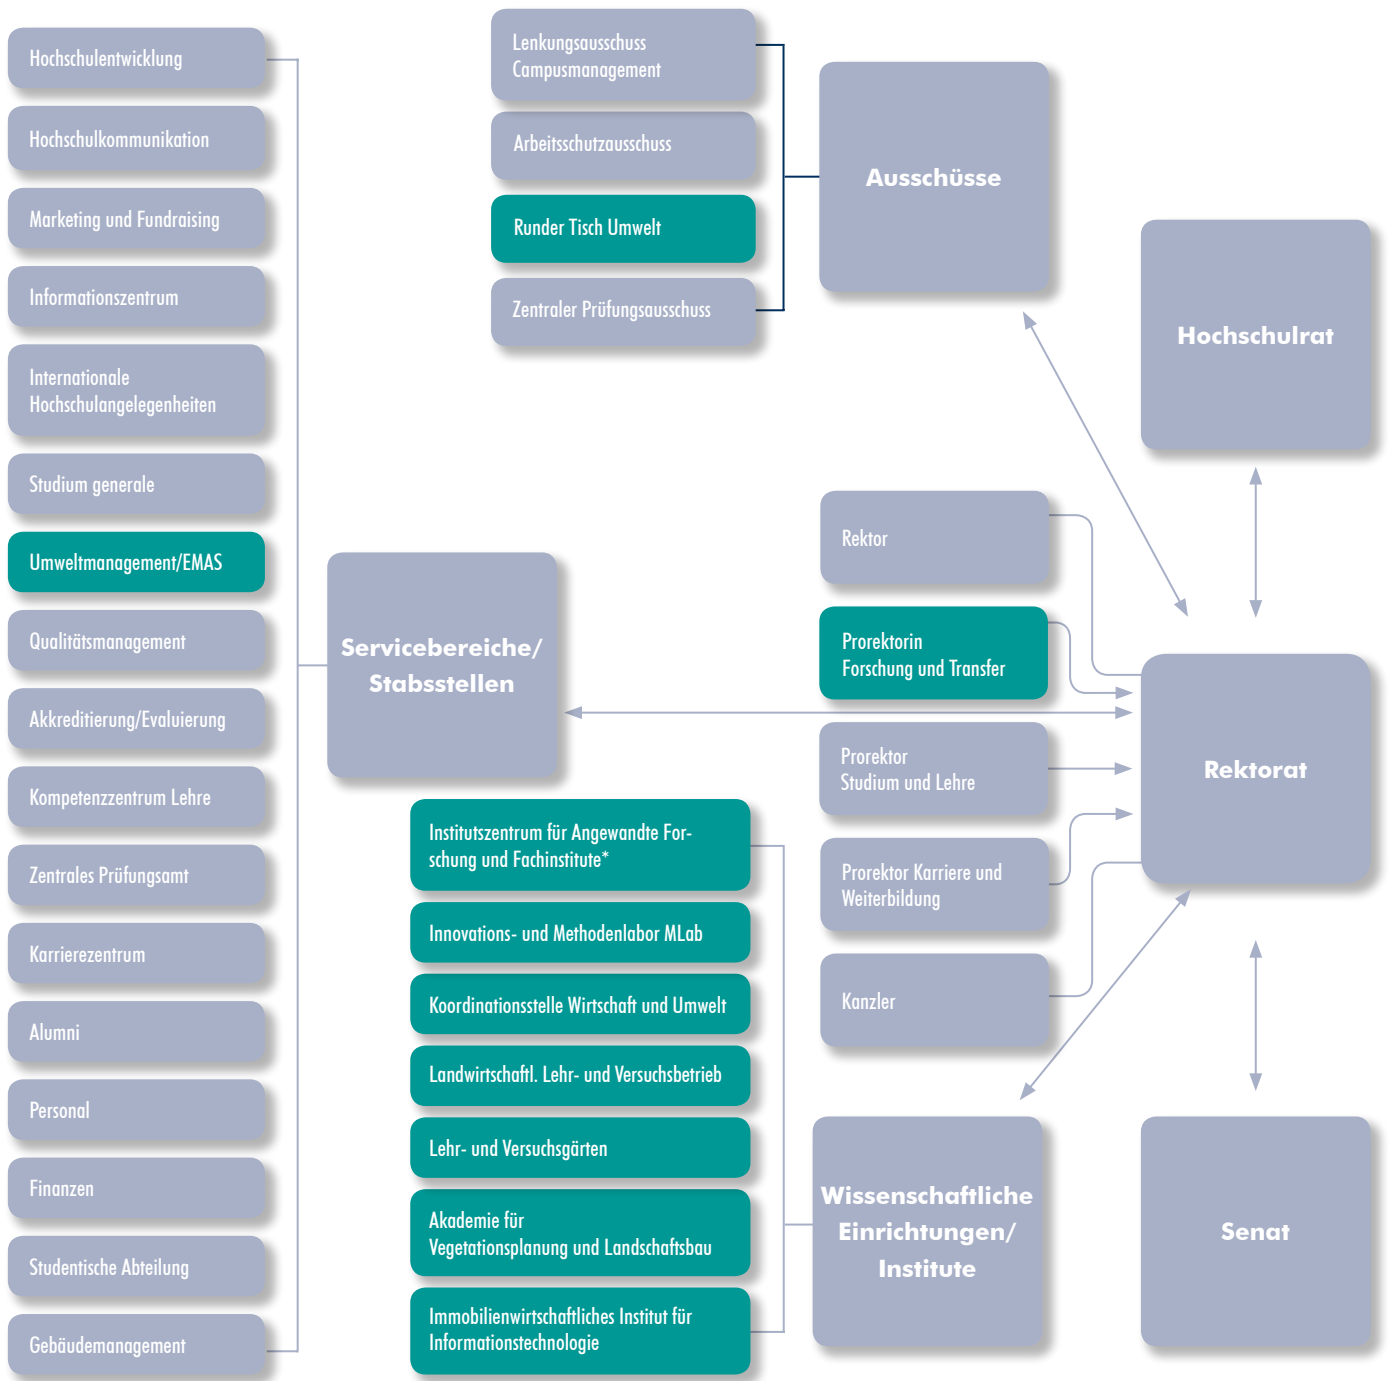 Hochschulentwicklung
Hochschulkommunikation
Marketing und Fundraising
Informationszentrum
Internationale
Hochschulangelegenheiten
Studium generale
Umweltmanagement/EMAS
Qualitätsmanagement
Akkreditierung/Evaluierung
Kompetenzzentrum Lehre
Zentrales Prüfungsamt
Karrierezentrum
Alumni
Personal
Finanzen
Studentische Abteilung
Gebäudemanagement
Servicebereiche/
Stabsstellen
Lenkungsausschuss
Campusmanagement
Arbeitsschutzausschuss
Runder Tisch Umwelt
Zentraler Prüfungsausschuss
Ausschüsse
Hochschulrat
Rektor
Prorektorin
Forschung und Transfer
Prorektor
Studium und Lehre
Prorektor Karriere und
Weiterbildung
Kanzler
Rektorat
Institutszentrum für Angewandte For-
schung und Fachinstitute*
Innovations- und Methodenlabor MLab
Koordinationsstelle Wirtschaft und Umwelt
Landwirtschaftl. Lehr- und Versuchsbetrieb
Lehr- und Versuchsgärten
Akademie für
Vegetationsplanung und Landschaftsbau
Immobilienwirtschaftliches Institut für
Informationstechnologie
Wissenschaftliche
Einrichtungen/
Institute
Senat